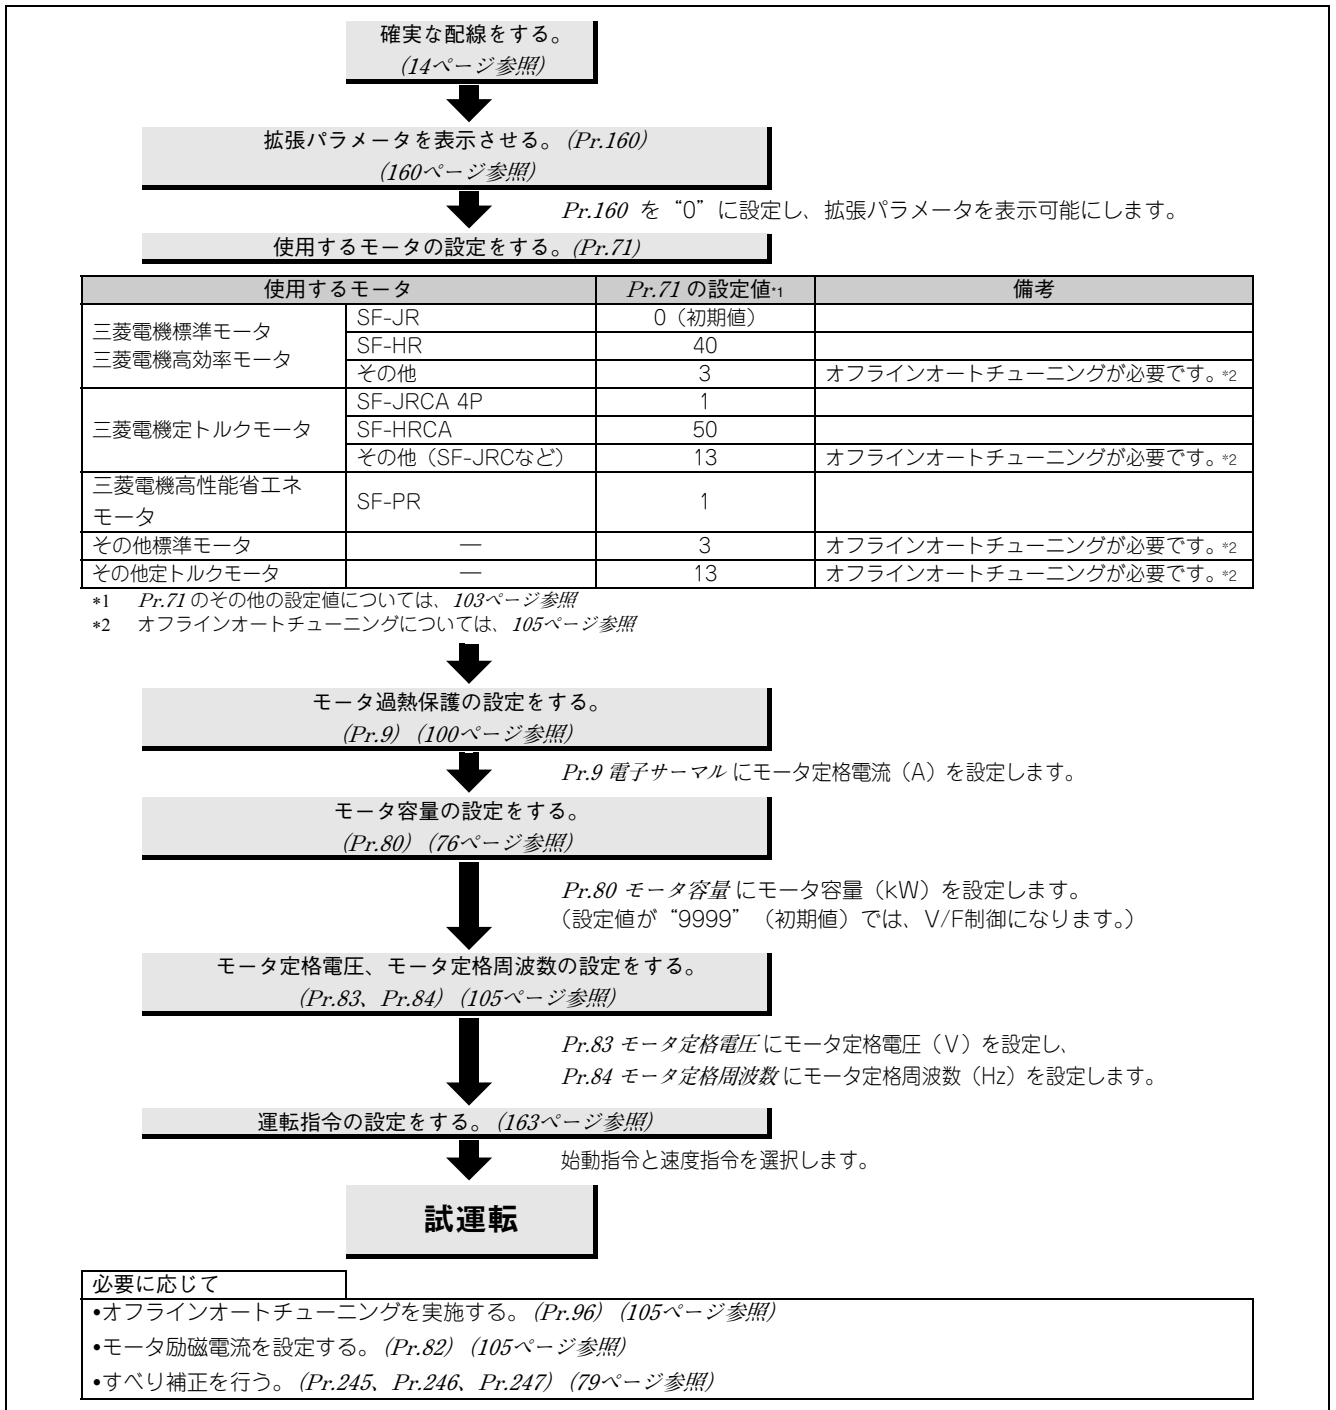 確実な配線をする。
(14ページ参照)
拡張パラメータを表示させる。(Pr.160)
(160ページ参照)
Pr.160 を“0”に設定し、拡張パラメータを表示可能にします。
使用するモータの設定をする。(Pr.71)
使用するモータ Pr.71 の設定値*1 備考
三菱電機標準モータ
三菱電機高効率モータ
SF-JR 0（初期値）
SF-HR 40
その他 3 オフラインオートチューニングが必要です。*2
三菱電機定トルクモータ
SF-JRCA 4P 1
SF-HRCA 50
その他（SF-JRCなど） 13 オフラインオートチューニングが必要です。*2
三菱電機高性能省エネ
モータ
SF-PR 1
その他標準モータ — 3 オフラインオートチューニングが必要です。*2
その他定トルクモータ — 13 オフラインオートチューニングが必要です。*2
*1 Pr.71 のその他の設定値については、103ページ参照
*2 オフラインオートチューニングについては、105ページ参照
モータ過熱保護の設定をする。
(Pr.9) (100ページ参照)
Pr.9 電子サーマル にモータ定格電流（A）を設定します。
モータ容量の設定をする。
(Pr.80) (76ページ参照)
Pr.80 モータ容量 にモータ容量（kW）を設定します。
（設定値が“9999”（初期値）では、V/F制御になります。）
モータ定格電圧、モータ定格周波数の設定をする。
(Pr.83、Pr.84) (105ページ参照)
Pr.83 モータ定格電圧 にモータ定格電圧（V）を設定し、
Pr.84 モータ定格周波数 にモータ定格周波数（Hz）を設定します。
運転指令の設定をする。(163ページ参照)
始動指令と速度指令を選択します。
試運転
必要に応じて
•オフラインオートチューニングを実施する。(Pr.96) (105ページ参照)
•モータ励磁電流を設定する。(Pr.82) (105ページ参照)
•すべり補正を行う。(Pr.245、Pr.246、Pr.247) (79ページ参照)